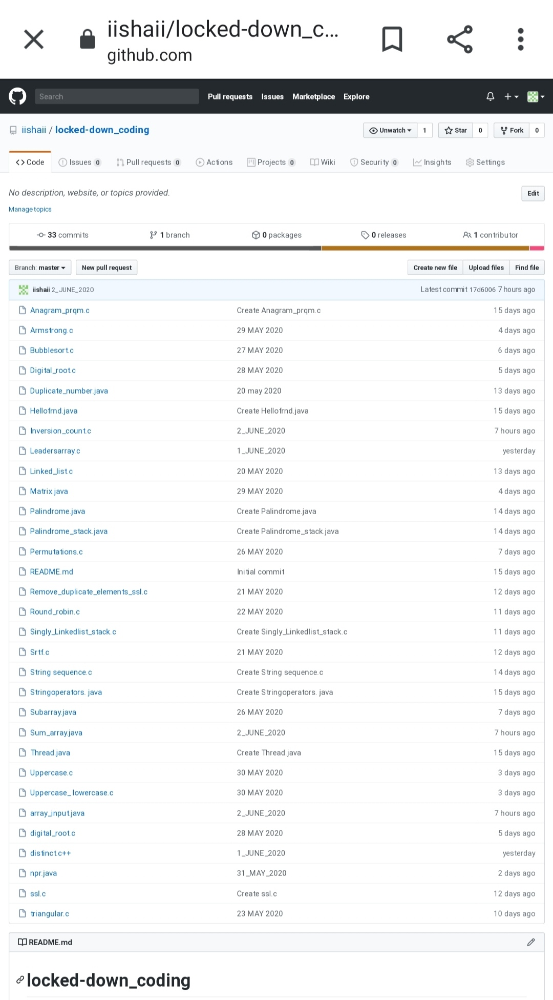 iishaii/locked-down_c...
github.com
Search Pull requests Issues Marketplace Explore
iishaii / locked-down_coding Unwatch 1 Star 0 Fork 0
Code Issues 0 Pull requests 0 Actions Projects 0 Wiki Security 0 Insights Settings
No description, website, or topics provided. Edit
Manage topics
33 commits 1 branch 0 packages 0 releases 1 contributor
Branch: master New pull request Create new file Upload files Find file
iishaii 2_JUNE_2020 Latest commit 17d6006 7 hours ago
Anagram_prqm.c Create Anagram_prqm.c 15 days ago
Armstrong.c 29 MAY 2020 4 days ago
Bubblesort.c 27 MAY 2020 6 days ago
Digital_root.c 28 MAY 2020 5 days ago
Duplicate_number.java 20 may 2020 13 days ago
Hellofrnd.java Create Hellofrnd.java 15 days ago
Inversion_count.c 2_JUNE_2020 7 hours ago
Leadersarray.c 1_JUNE_2020 yesterday
Linked_list.c 20 MAY 2020 13 days ago
Matrix.java 29 MAY 2020 4 days ago
Palindrome.java Create Palindrome.java 14 days ago
Palindrome_stack.java Create Palindrome_stack.java 14 days ago
Permutations.c 26 MAY 2020 7 days ago
README.md Initial commit 15 days ago
Remove_duplicate_elements_ssl.c 21 MAY 2020 12 days ago
Round_robin.c 22 MAY 2020 11 days ago
Singly_Linkedlist_stack.c Create Singly_Linkedlist_stack.c 11 days ago
Srtf.c 21 MAY 2020 12 days ago
String sequence.c Create String sequence.c 14 days ago
Stringoperators. java Create Stringoperators. java 15 days ago
Subarray.java 26 MAY 2020 7 days ago
Sum_array.java 2_JUNE_2020 7 hours ago
Thread.java Create Thread.java 15 days ago
Uppercase.c 30 MAY 2020 3 days ago
Uppercase_ lowercase.c 30 MAY 2020 3 days ago
array_input.java 2_JUNE_2020 7 hours ago
digital_root.c 28 MAY 2020 5 days ago
distinct.c++ 1_JUNE_2020 yesterday
npr.java 31_MAY_2020 2 days ago
ssl.c Create ssl.c 12 days ago
triangular.c 23 MAY 2020 10 days ago
README.md
locked-down_coding